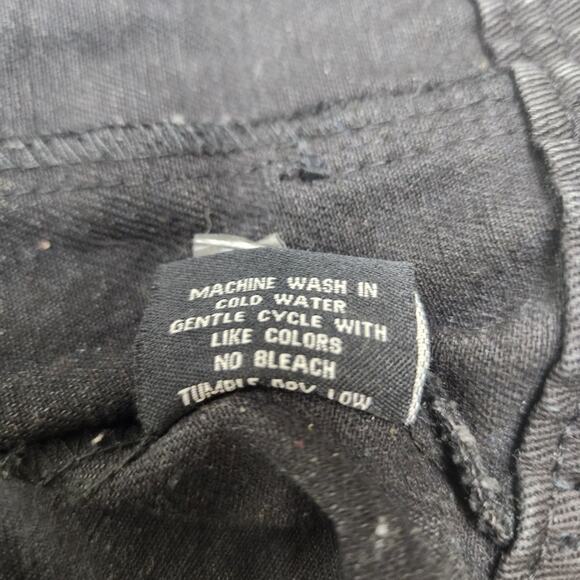 MACHINE WASH IN
COLD WATER
GENTLE CYCLE WITH
LIKE COLORS
NO BLEACH
TUMBLE DRY LOW